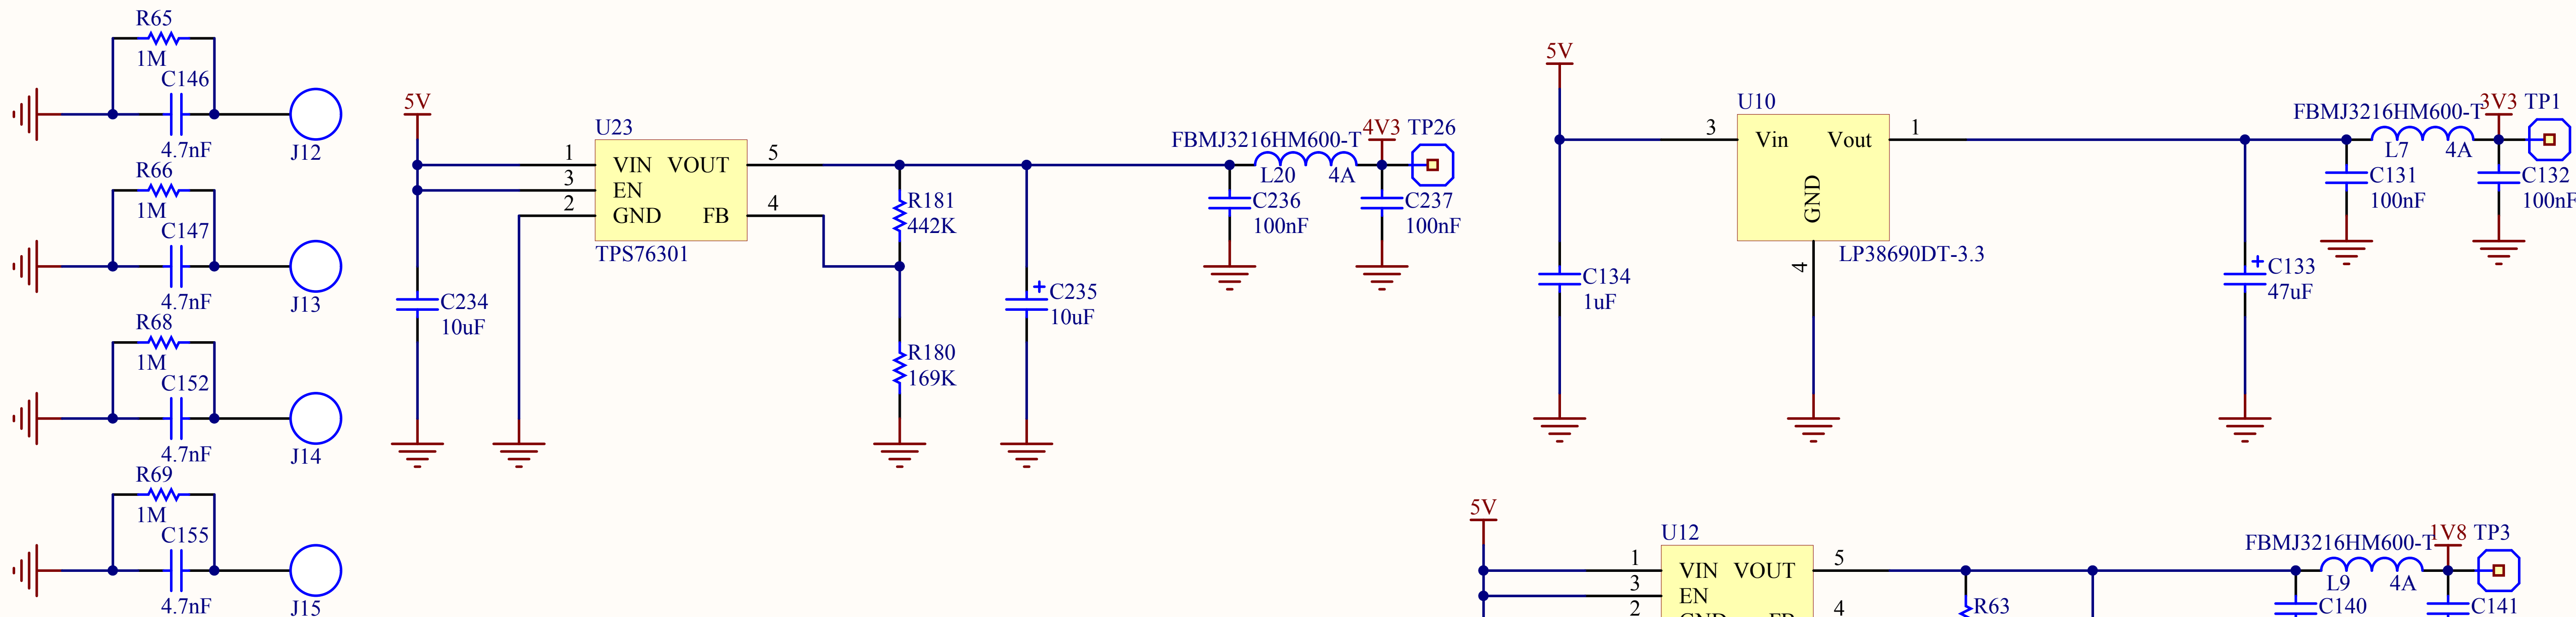 R65
1M
C146
4.7nF
J12
R66
1M
C147
4.7nF
J13
R68
1M
C152
4.7nF
J14
R69
1M
C155
4.7nF
J15
5V
U23
1 VIN VOUT 5
3 EN
2 GND FB 4
TPS76301
C234
10uF
R181
442K
R180
169K
C235
10uF
FBMJ3216HM600-T
L20 4A
4V3 TP26
C236
100nF
C237
100nF
5V
U10
3 Vin Vout 1
GND
4
LP38690DT-3.3
C134
1uF
C133
47uF
FBMJ3216HM600-T
L7 4A
3V3 TP1
C131
100nF
C132
100nF
5V
U12
1 VIN VOUT 5
3 EN
2 4
R63
FBMJ3216HM600-T
L9 4A
1V8 TP3
C140
C141